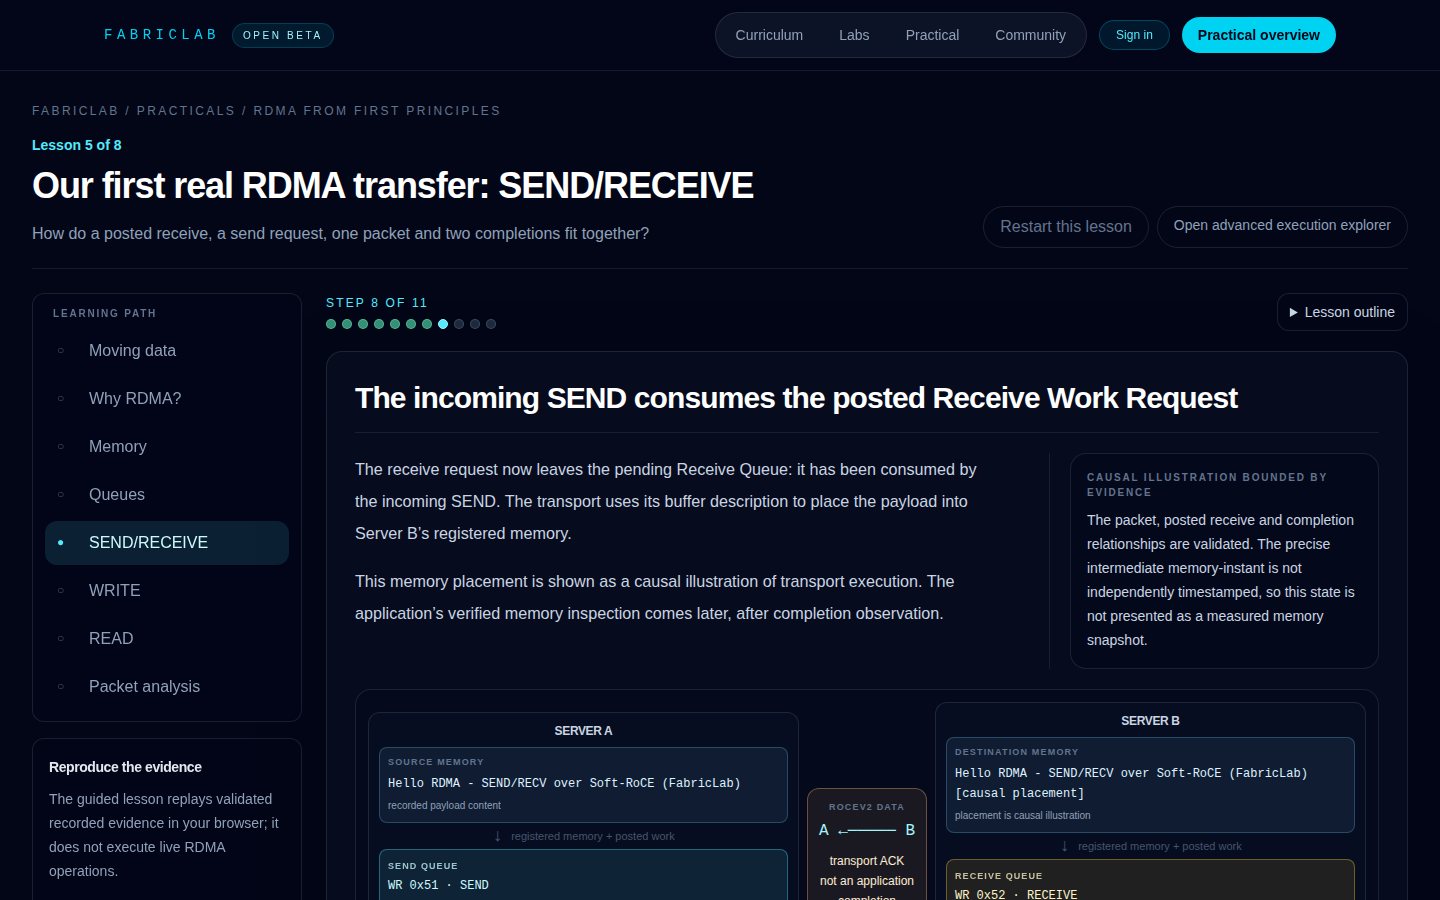 FABRICLAB
OPEN BETA
Curriculum
Labs
Practical
Community
Sign in
Practical overview
FABRICLAB / PRACTICALS / RDMA FROM FIRST PRINCIPLES
Lesson 5 of 8
Our first real RDMA transfer: SEND/RECEIVE
How do a posted receive, a send request, one packet and two completions fit together?
Restart this lesson
Open advanced execution explorer
LEARNING PATH
Moving data
Why RDMA?
Memory
Queues
SEND/RECEIVE
WRITE
READ
Packet analysis
Reproduce the evidence
The guided lesson replays validated
recorded evidence in your browser; it
does not execute live RDMA
operations.
STEP 8 OF 11
▶ Lesson outline
The incoming SEND consumes the posted Receive Work Request
The receive request now leaves the pending Receive Queue: it has been consumed by
the incoming SEND. The transport uses its buffer description to place the payload into
Server B’s registered memory.
This memory placement is shown as a causal illustration of transport execution. The
application’s verified memory inspection comes later, after completion observation.
CAUSAL ILLUSTRATION BOUNDED BY
EVIDENCE
The packet, posted receive and completion
relationships are validated. The precise
intermediate memory-instant is not
independently timestamped, so this state is
not presented as a measured memory
snapshot.
SERVER A
SOURCE MEMORY
Hello RDMA - SEND/RECV over Soft-RoCE (FabricLab)
recorded payload content
↓ registered memory + posted work
SEND QUEUE
WR 0x51 · SEND
ROCEV2 DATA
A ←────── B
transport ACK
not an application
completion
SERVER B
DESTINATION MEMORY
Hello RDMA - SEND/RECV over Soft-RoCE (FabricLab)
[causal placement]
placement is causal illustration
↓ registered memory + posted work
RECEIVE QUEUE
WR 0x52 · RECEIVE